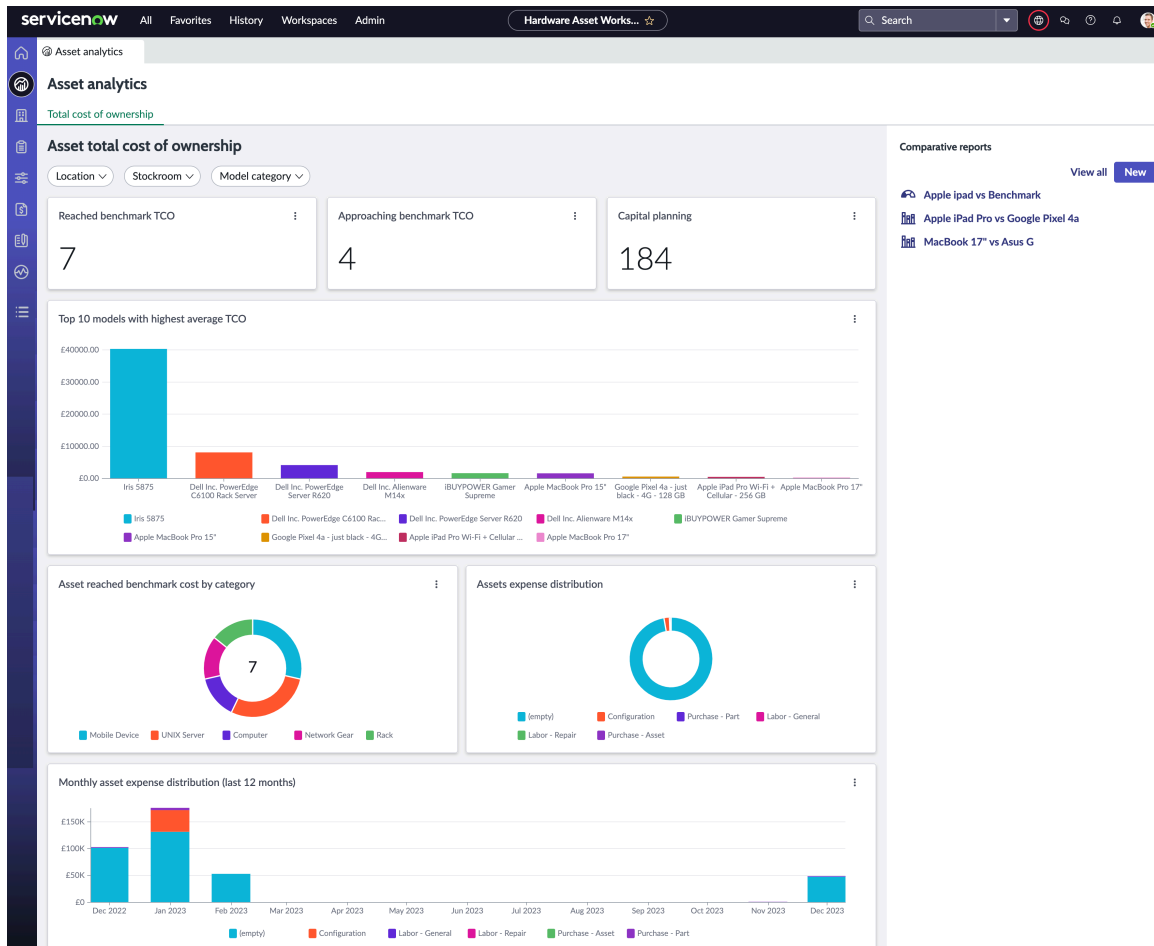 servicenow All Favorites History Workspaces Admin Hardware Asset Works... Search
Asset analytics
Asset analytics
Total cost of ownership
Asset total cost of ownership
Location Stockroom Model category
Reached benchmark TCO
7
Approaching benchmark TCO
4
Capital planning
184
Top 10 models with highest average TCO
£40000.00
£30000.00
£20000.00
£10000.00
£0.00
Iris 5875
Dell Inc. PowerEdge
C6100 Rack Server
Dell Inc. PowerEdge
Server R620
Dell Inc. Alienware
M14x
iBUYPOWER Gamer
Supreme
Apple MacBook Pro 15"
Google Pixel 4a - just
black - 4G - 128 GB
Apple iPad Pro Wi-Fi +
Cellular - 256 GB
Apple MacBook Pro 17"
Iris 5875 Dell Inc. PowerEdge C6100 Rac... Dell Inc. PowerEdge Server R620 Dell Inc. Alienware M14x iBUYPOWER Gamer Supreme
Apple MacBook Pro 15" Google Pixel 4a - just black - 4G... Apple iPad Pro Wi-Fi + Cellular ... Apple MacBook Pro 17"
Asset reached benchmark cost by category
7
Mobile Device UNIX Server Computer Network Gear Rack
Assets expense distribution
(empty) Configuration Purchase - Part Labor - General
Labor - Repair Purchase - Asset
Monthly asset expense distribution (last 12 months)
£150K
£100K
£50K
£0
Dec 2022 Jan 2023 Feb 2023 Mar 2023 Apr 2023 May 2023 Jun 2023 Jul 2023 Aug 2023 Sep 2023 Oct 2023 Nov 2023 Dec 2023
(empty) Configuration Labor - General Labor - Repair Purchase - Asset Purchase - Part
Comparative reports
View all New
Apple ipad vs Benchmark
Apple iPad Pro vs Google Pixel 4a
MacBook 17" vs Asus G